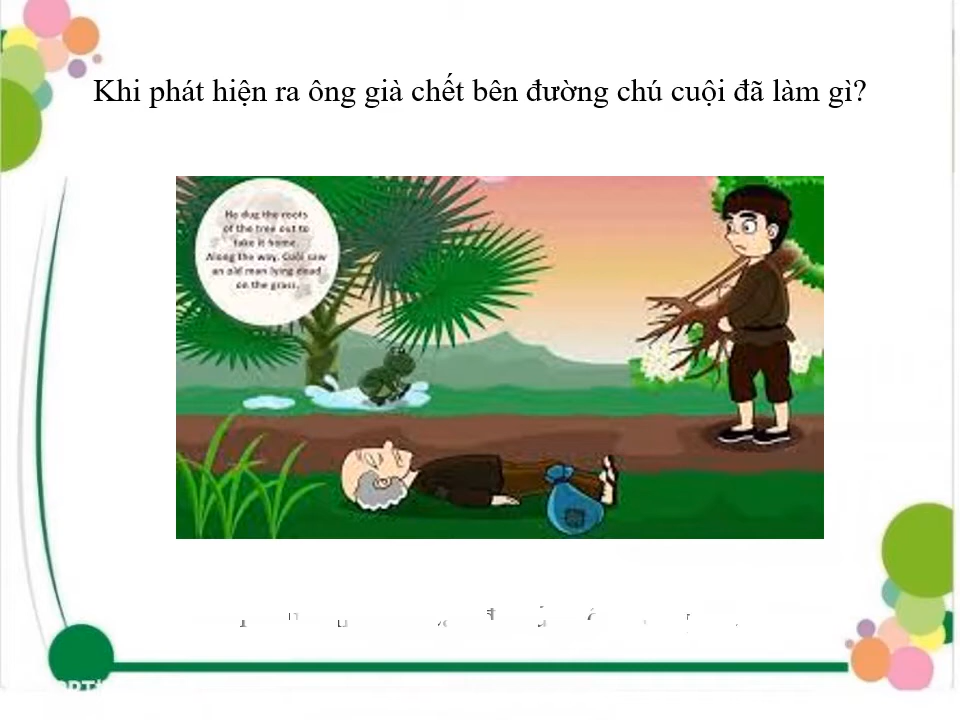 Khi phát hiện ra ông già chết bên đường chú cuội đã làm gì?
He dug the roots
of the tree out to
take it home.
Along the way, Cuội saw
an old man lying dead
on the grass.